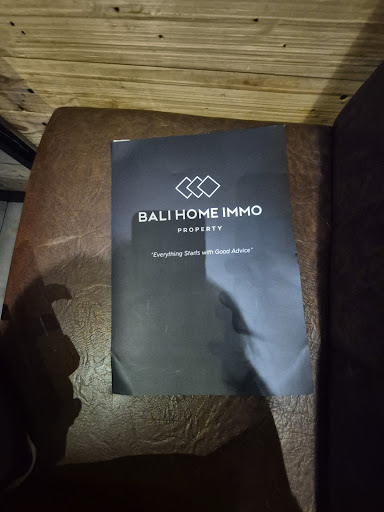 BALI HOME IMMO
PROPERTY
"Everything Starts with Good Advice"